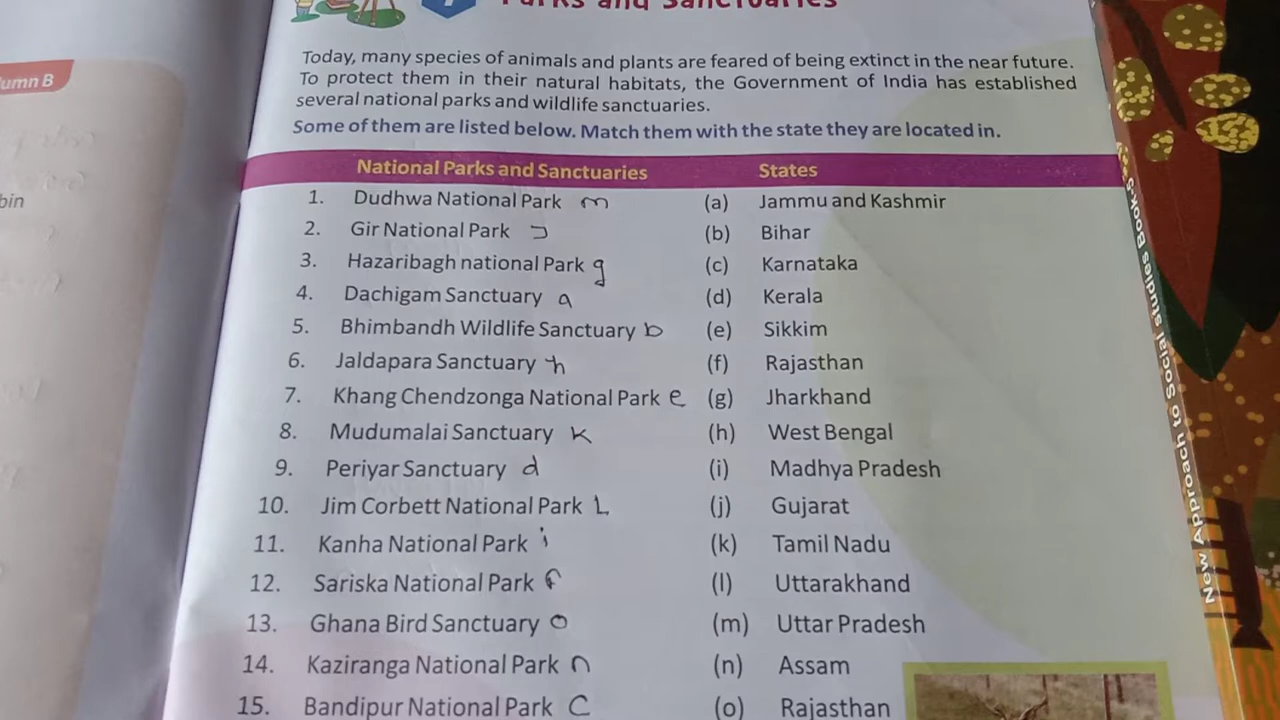 Parks and Sanctuaries
Today, many species of animals and plants are feared of being extinct in the near future.
To protect them in their natural habitats, the Government of India has established
several national parks and wildlife sanctuaries.
Some of them are listed below. Match them with the state they are located in.
umn B
bin
National Parks and Sanctuaries States
1. Dudhwa National Park m (a) Jammu and Kashmir
2. Gir National Park J (b) Bihar
3. Hazaribagh national Park g (c) Karnataka
4. Dachigam Sanctuary a (d) Kerala
5. Bhimbandh Wildlife Sanctuary b (e) Sikkim
6. Jaldapara Sanctuary h (f) Rajasthan
7. Khang Chendzonga National Park e (g) Jharkhand
8. Mudumalai Sanctuary K (h) West Bengal
9. Periyar Sanctuary d (i) Madhya Pradesh
10. Jim Corbett National Park L (j) Gujarat
11. Kanha National Park i (k) Tamil Nadu
12. Sariska National Park f (l) Uttarakhand
13. Ghana Bird Sanctuary o (m) Uttar Pradesh
14. Kaziranga National Park n (n) Assam
15. Bandipur National Park C (o) Rajasthan
New Approach to Social studies Book-5